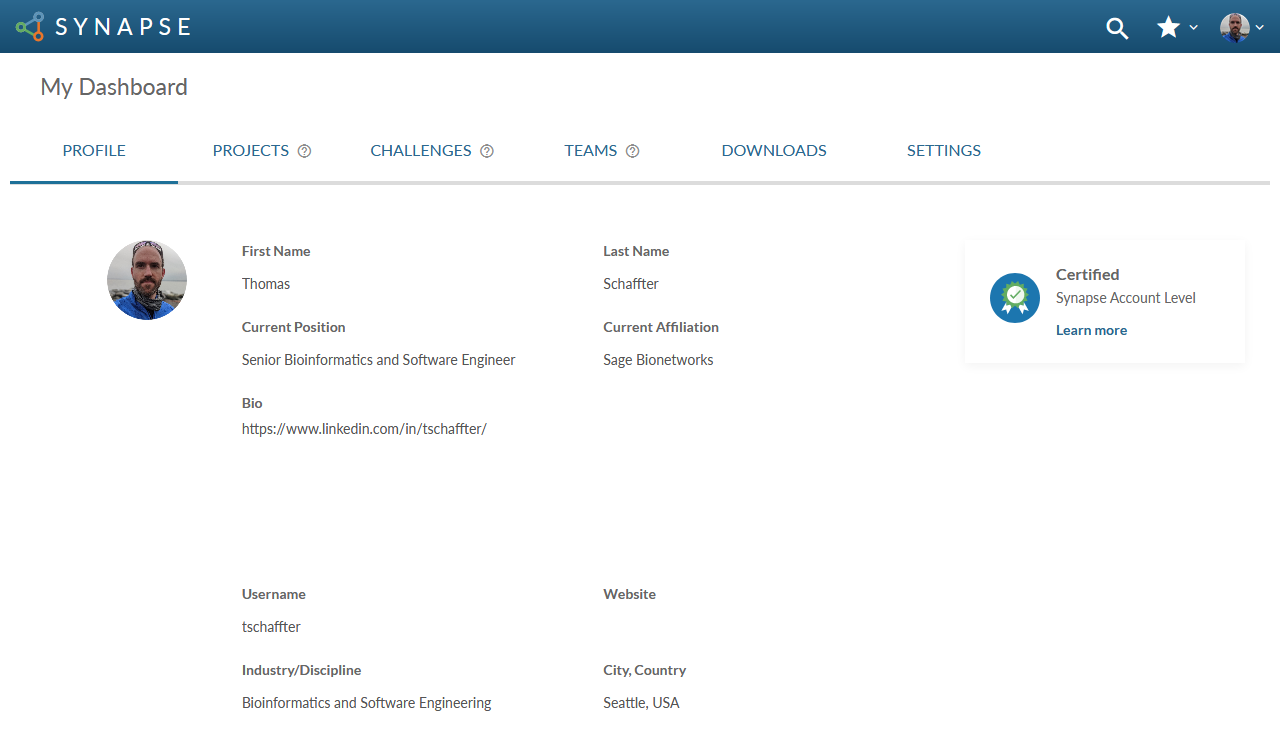 SYNAPSE
My Dashboard
PROFILE PROJECTS CHALLENGES TEAMS DOWNLOADS SETTINGS
First Name
Thomas
Last Name
Schaffter
Current Position
Senior Bioinformatics and Software Engineer
Current Affiliation
Sage Bionetworks
Bio
https://www.linkedin.com/in/tschaffter/
Certified
Synapse Account Level
Learn more
Username
tschaffter
Website
Industry/Discipline
Bioinformatics and Software Engineering
City, Country
Seattle, USA